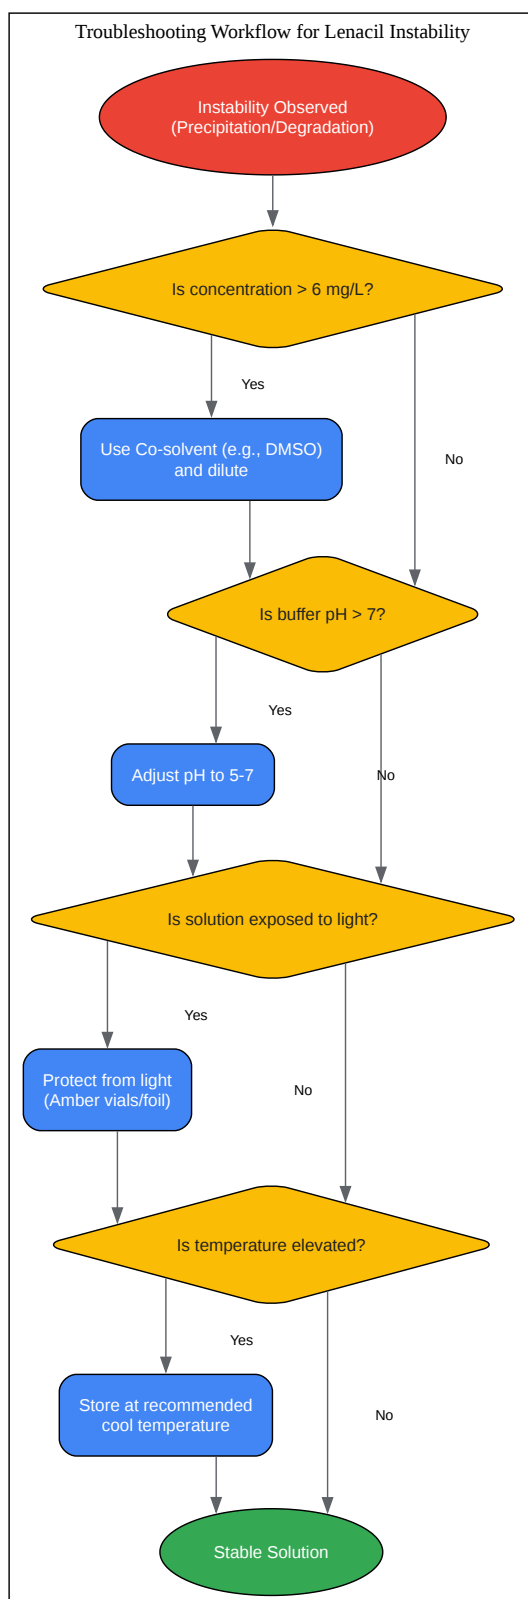 Troubleshooting Workflow for Lenacil Instability
Instability Observed
(Precipitation/Degradation)
Is concentration > 6 mg/L?
Yes
Use Co-solvent (e.g., DMSO)
and dilute
No
Is buffer pH > 7?
Yes
Adjust pH to 5-7
No
Is solution exposed to light?
Yes
Protect from light
(Amber vials/foil)
No
Is temperature elevated?
Yes
Store at recommended
cool temperature
No
Stable Solution